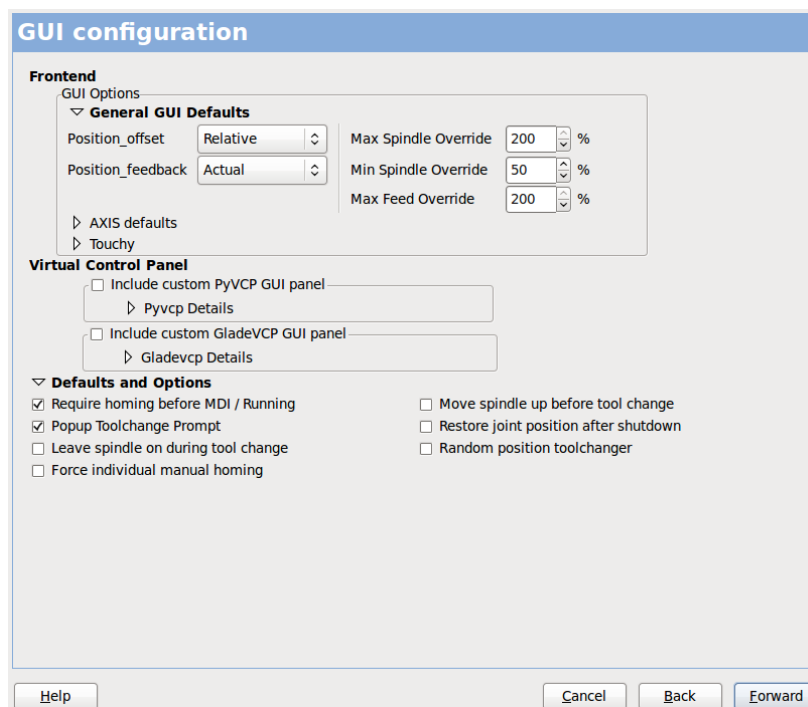 GUI configuration
Frontend
GUI Options
General GUI Defaults
Position_offset Relative Max Spindle Override 200 %
Position_feedback Actual Min Spindle Override 50 %
Max Feed Override 200 %
AXIS defaults
Touchy
Virtual Control Panel
Include custom PyVCP GUI panel
Pyvcp Details
Include custom GladeVCP GUI panel
Gladevcp Details
Defaults and Options
Require homing before MDI / Running Move spindle up before tool change
Popup Toolchange Prompt Restore joint position after shutdown
Leave spindle on during tool change Random position toolchanger
Force individual manual homing
Help Cancel Back Forward